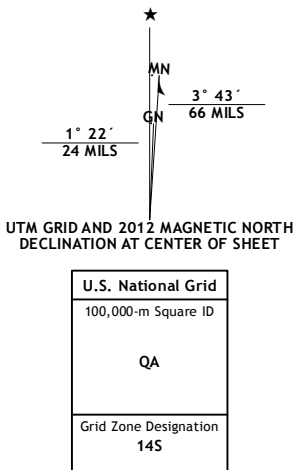 ★
MN
3° 43´
66 MILS
GN
1° 22´
24 MILS
UTM GRID AND 2012 MAGNETIC NORTH
DECLINATION AT CENTER OF SHEET
U.S. National Grid
100,000-m Square ID
QA
Grid Zone Designation
14S